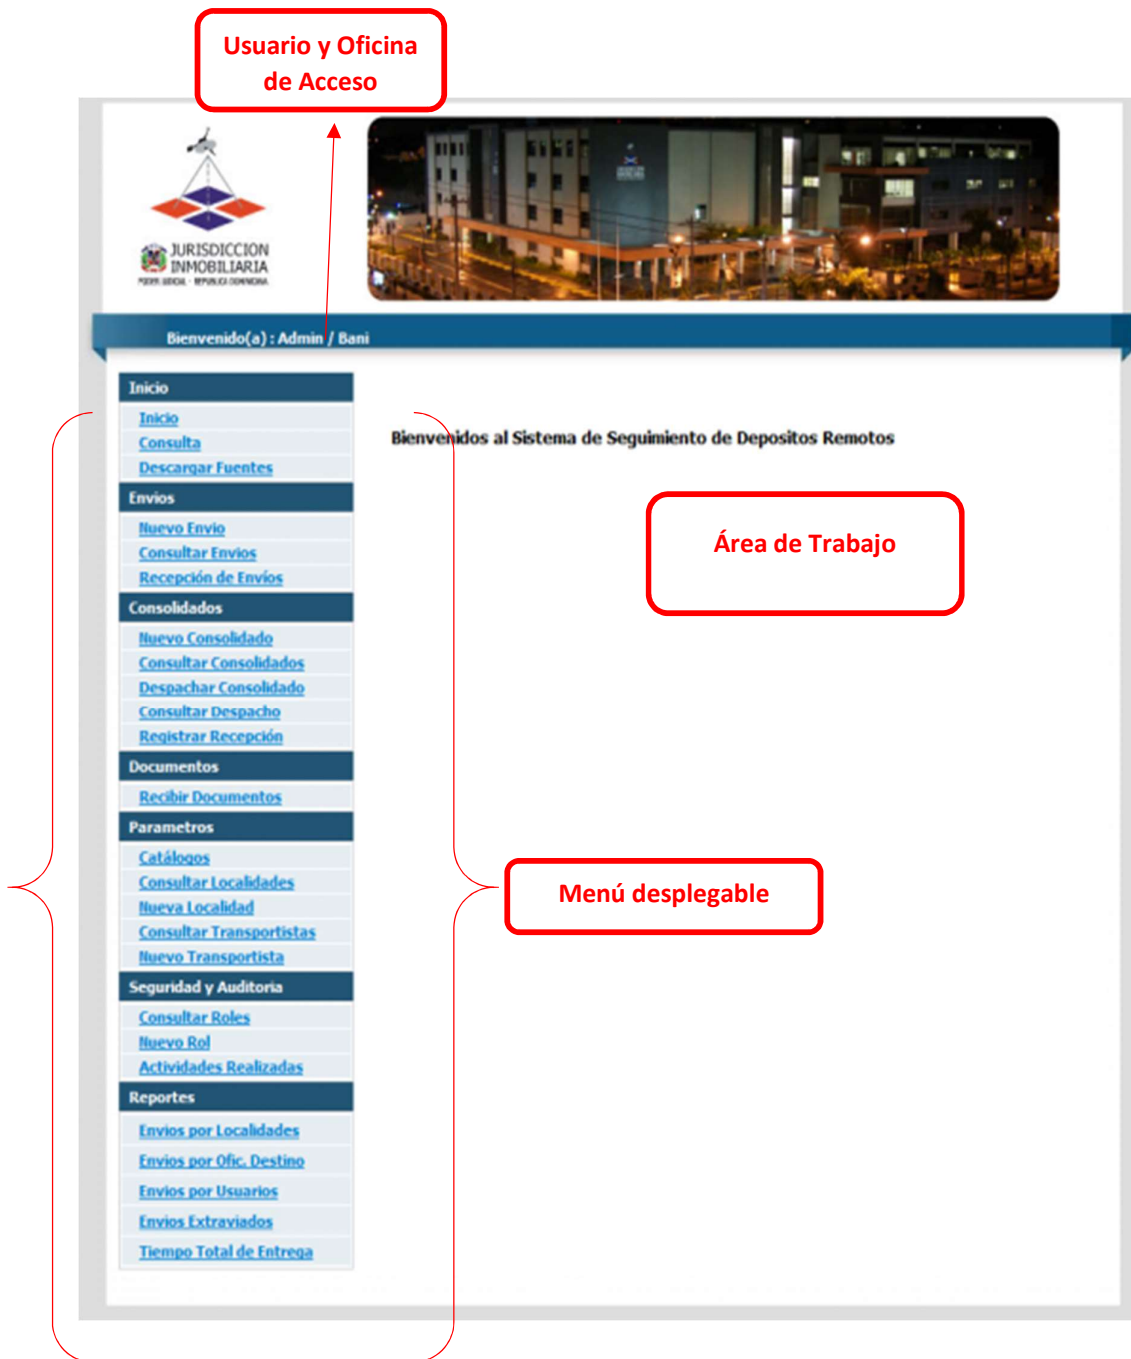 Usuario y Oficina
de Acceso
JURISDICCION
INMOBILIARIA
PODER JUDICIAL - REPUBLICA DOMINICANA
Bienvenido(a) : Admin / Bani
Inicio
Inicio
Consulta
Descargar Fuentes
Bienvenidos al Sistema de Seguimiento de Depositos Remotos
Envios
Nuevo Envio
Consultar Envios
Recepción de Envíos
Área de Trabajo
Consolidados
Nuevo Consolidado
Consultar Consolidados
Despachar Consolidado
Consultar Despacho
Registrar Recepción
Documentos
Recibir Documentos
Parametros
Catálogos
Consultar Localidades
Nueva Localidad
Consultar Transportistas
Nuevo Transportista
Menú desplegable
Seguridad y Auditoria
Consultar Roles
Nuevo Rol
Actividades Realizadas
Reportes
Envios por Localidades
Envios por Ofic. Destino
Envios por Usuarios
Envios Extraviados
Tiempo Total de Entrega